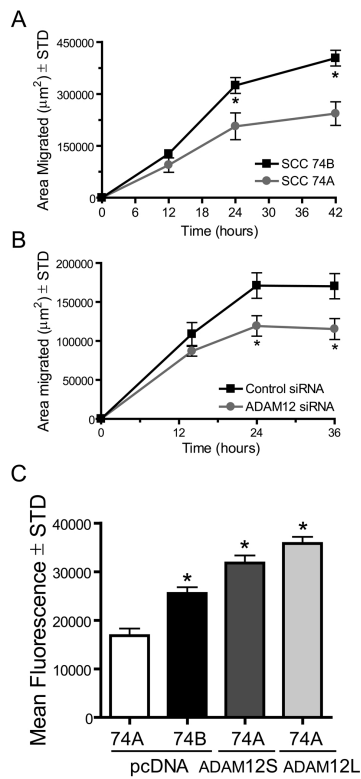 A
Area Migrated (µm²) ± STD
450000
300000
150000
0
*
*
SCC 74B
SCC 74A
0 6 12 18 24 30 36 42
Time (hours)
B
Area migrated (µm²) ± STD
200000
150000
100000
50000
0
*
*
Control siRNA
ADAM12 siRNA
0 12 24 36
Time (hours)
C
Mean Fluorescence ± STD
40000
30000
20000
10000
0
*
*
*
74A 74B 74A 74A
pcDNA ADAM12S ADAM12L